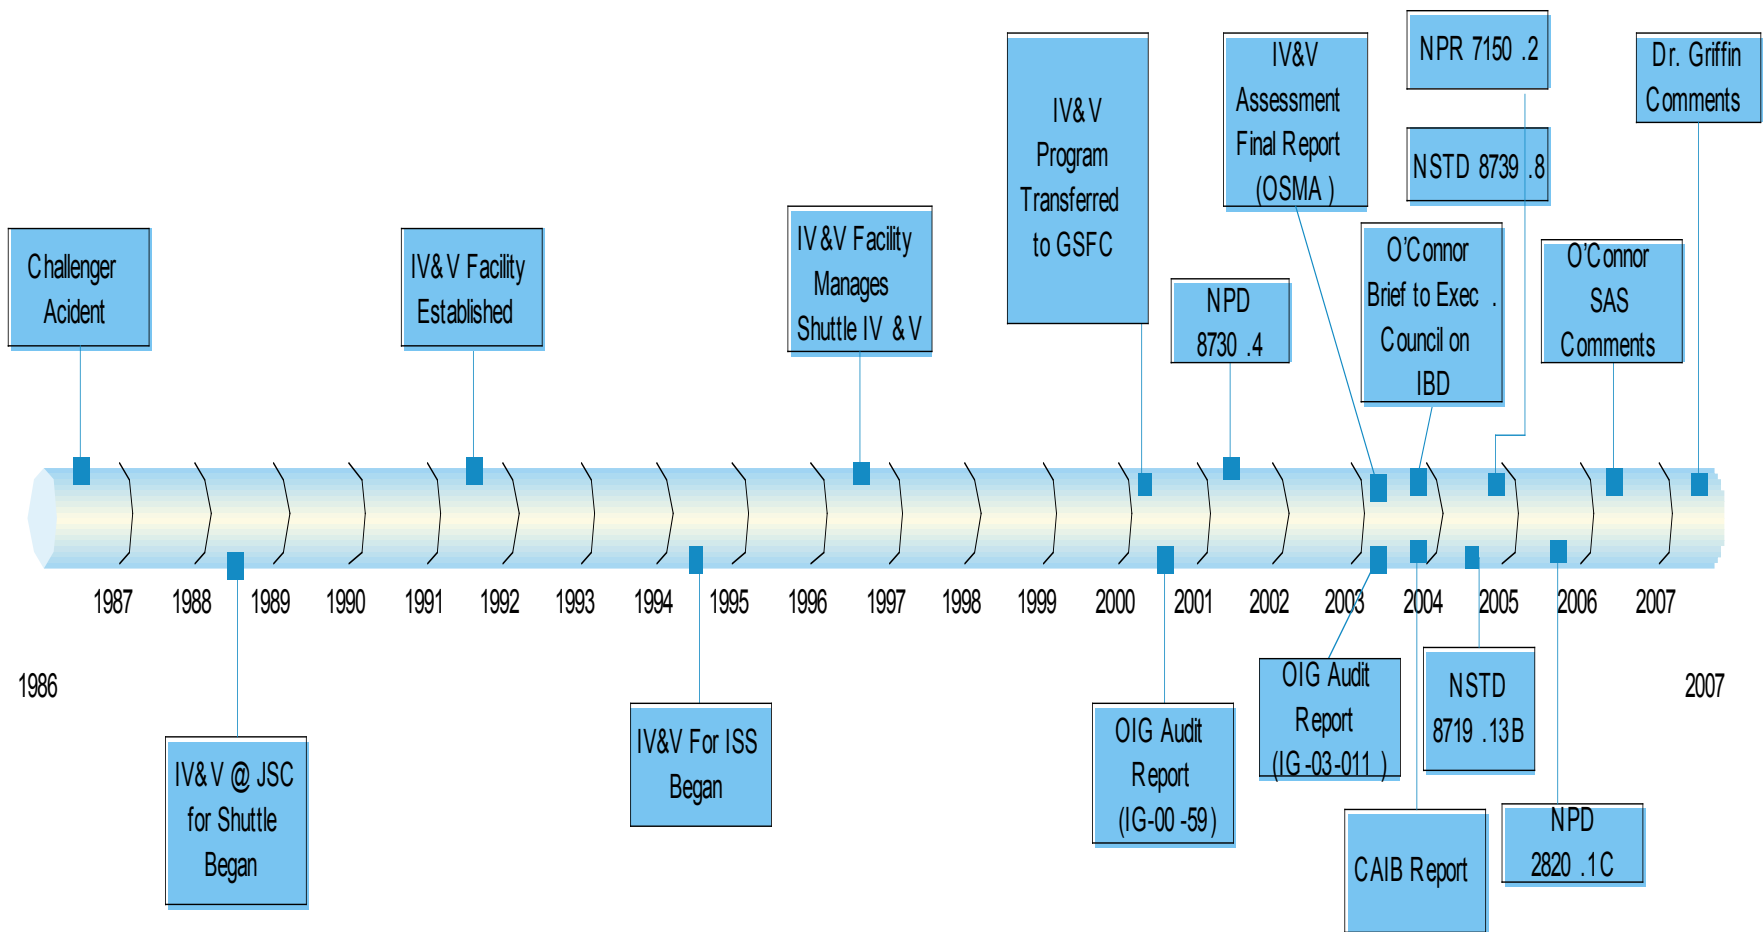 NPR 7150 .2
Dr. Griffin
Comments
IV&V
Assessment
Final Report
(OSMA )
IV& V
Program
Transferred
to GSFC
NSTD 8739 .8
Challenger
Acident
IV&V Facility
Established
IV &V Facility
Manages
Shuttle IV & V
NPD
8730 .4
O'Connor
Brief to Exec .
Council on
IBD
O'Connor
SAS
Comments
1987
1988
1989
1990
1991
1992
1993
1994
1995
1996
1997
1998
1999
2000
2001
2002
2003
2004
2005
2006
2007
1986
2007
IV& V @ JSC
for Shuttle
Began
IV&V For ISS
Began
OIG Audit
Report
(IG-00 -59)
OIG Audit
Report
(IG -03-011 )
NSTD
8719 .13B
CAIB Report
NPD
2820 .1C